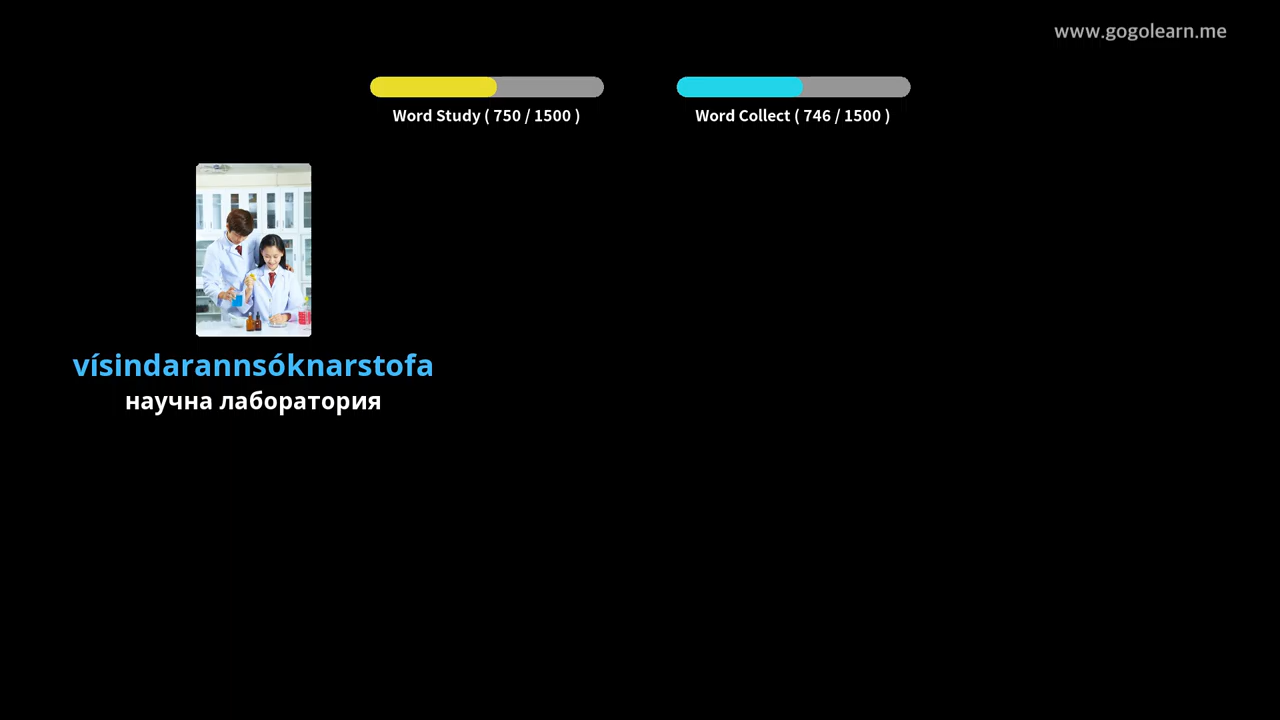 www.gogolearn.me
Word Study ( 750 / 1500 )
Word Collect ( 746 / 1500 )
vísindarannsóknarstofa
научна лаборатория